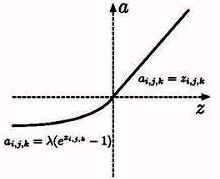 a
a_{i,j,k} = z_{i,j,k}
z
a_{i,j,k} = λ(e^{z_{i,j,k}} − 1)